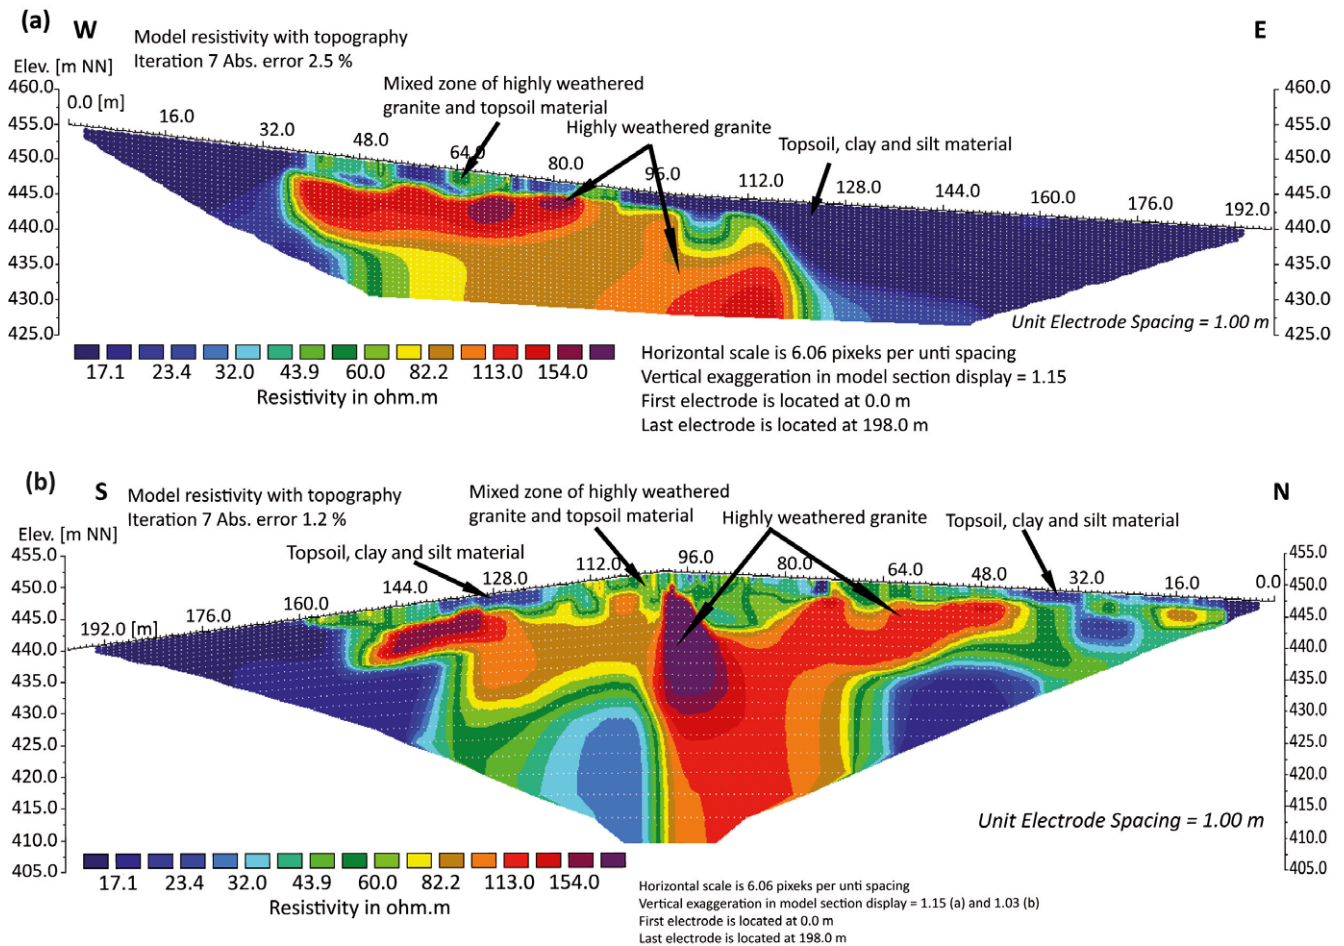 (a) W E
Model resistivity with topography
Iteration 7 Abs. error 2.5 %
Elev. [m NN]
Mixed zone of highly weathered
granite and topsoil material
Highly weathered granite
Topsoil, clay and silt material
0.0 [m] 16.0 32.0 48.0 64.0 80.0 96.0 112.0 128.0 144.0 160.0 176.0 192.0
460.0 460.0
455.0 455.0
450.0 450.0
445.0 445.0
440.0 440.0
435.0 435.0
430.0 430.0
425.0 425.0
Unit Electrode Spacing = 1.00 m
17.1 23.4 32.0 43.9 60.0 82.2 113.0 154.0
Resistivity in ohm.m
Horizontal scale is 6.06 pixeks per unti spacing
Vertical exaggeration in model section display = 1.15
First electrode is located at 0.0 m
Last electrode is located at 198.0 m
(b) S N
Model resistivity with topography
Iteration 7 Abs. error 1.2 %
Elev. [m NN]
Topsoil, clay and silt material
Mixed zone of highly weathered
granite and topsoil material
Highly weathered granite
Topsoil, clay and silt material
192.0 [m] 176.0 160.0 144.0 128.0 112.0 96.0 80.0 64.0 48.0 32.0 16.0 0.0
455.0 455.0
450.0 450.0
445.0 445.0
440.0 440.0
435.0 435.0
430.0 430.0
425.0 425.0
420.0 420.0
415.0 415.0
410.0 410.0
405.0 405.0
Unit Electrode Spacing = 1.00 m
17.1 23.4 32.0 43.9 60.0 82.2 113.0 154.0
Resistivity in ohm.m
Horizontal scale is 6.06 pixeks per unti spacing
Vertical exaggeration in model section display = 1.15 (a) and 1.03 (b)
First electrode is located at 0.0 m
Last electrode is located at 198.0 m